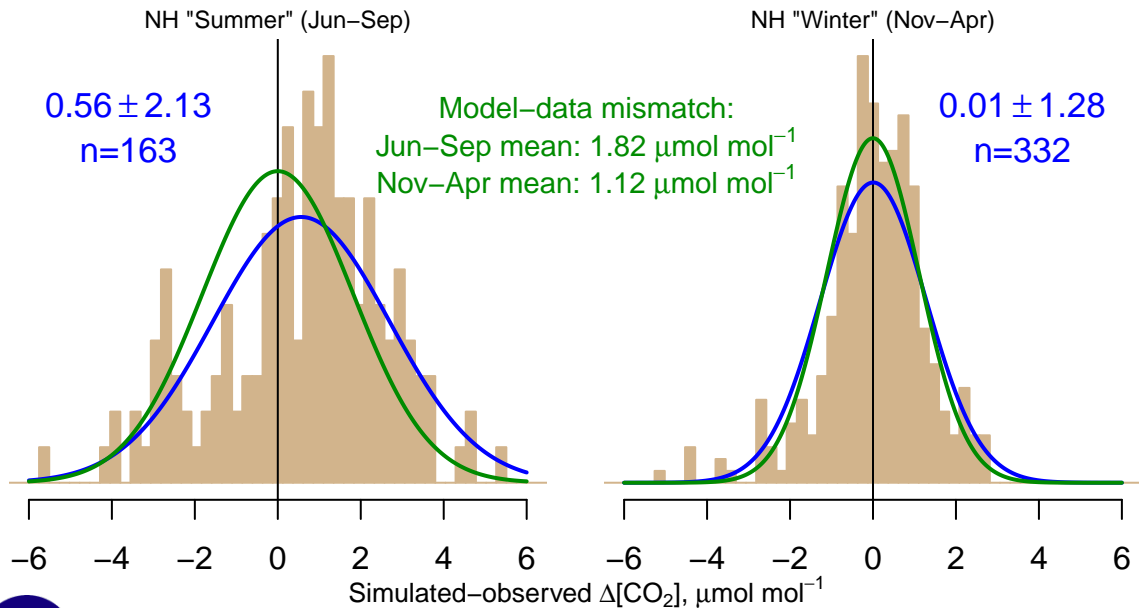 NH "Summer" (Jun−Sep)
NH "Winter" (Nov−Apr)
0.56 ± 2.13
n=163
Model−data mismatch:
Jun−Sep mean: 1.82 μmol mol⁻¹
Nov−Apr mean: 1.12 μmol mol⁻¹
0.01 ± 1.28
n=332
−6 −4 −2 0 2 4 6
−6 −4 −2 0 2 4 6
Simulated−observed Δ[CO₂], μmol mol⁻¹